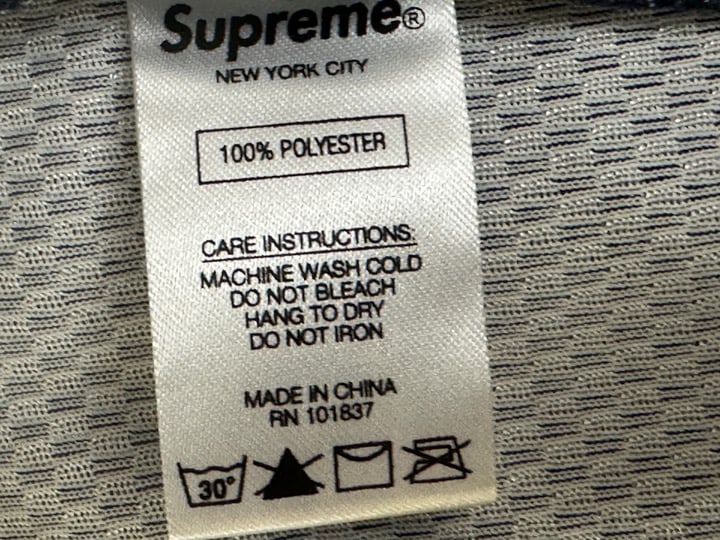 Supreme®
NEW YORK CITY
100% POLYESTER
CARE INSTRUCTIONS:
MACHINE WASH COLD
DO NOT BLEACH
HANG TO DRY
DO NOT IRON
MADE IN CHINA
RN 101837
30°